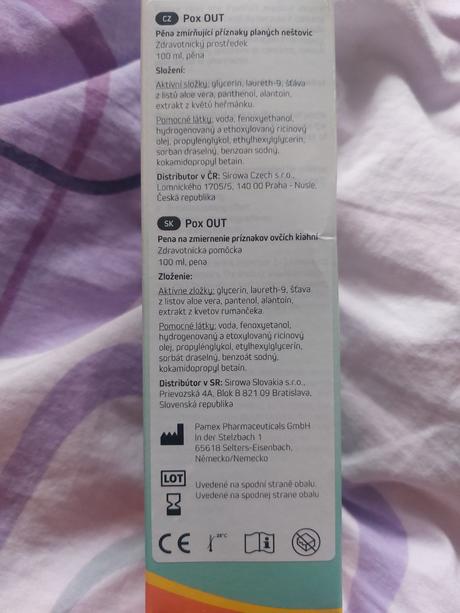 CZ Pox OUT
Pěna zmírňující příznaky planých neštovic
Zdravotnický prostředek
100 ml, pěna
Složení:
Aktivní složky: glycerin, laureth-9, šťáva
z listů aloe vera, panthenol, alantoin,
extrakt z květů heřmánku.
Pomocné látky: voda, fenoxyethanol,
hydrogenovaný a ethoxylovaný ricinový
olej, propylenglykol, ethylhexylglycerin,
sorban draselný, benzoan sodný,
kokamidopropyl betain.
Distributor v ČR: Sirowa Czech s.r.o.,
Lomnického 1705/5, 140 00 Praha - Nusle,
Česká republika
SK Pox OUT
Pena na zmiernenie príznakov ovčích kiahní
Zdravotnícka pomôcka
100 ml, pena
Zloženie:
Aktívne zložky: glycerín, laureth-9, šťava
z listov aloe vera, pantenol, alantoín,
extrakt z kvetov rumančeka.
Pomocné látky: voda, fenoxyetanol,
hydrogenovaný a etoxylovaný ricínový
olej, propylénglykol, etylhexylglycerín,
sorbát draselný, benzoát sodný,
kokamidopropyl betain.
Distribútor v SR: Sirowa Slovakia s.r.o.,
Prievozská 4A, Blok B 821 09 Bratislava,
Slovenská republika
Pamex Pharmaceuticals GmbH
In der Stelzbach 1
65618 Selters-Eisenbach,
Německo/Nemecko
LOT
Uvedené na spodní straně obalu.
Uvedené na spodnej strane obalu
CE 25°C